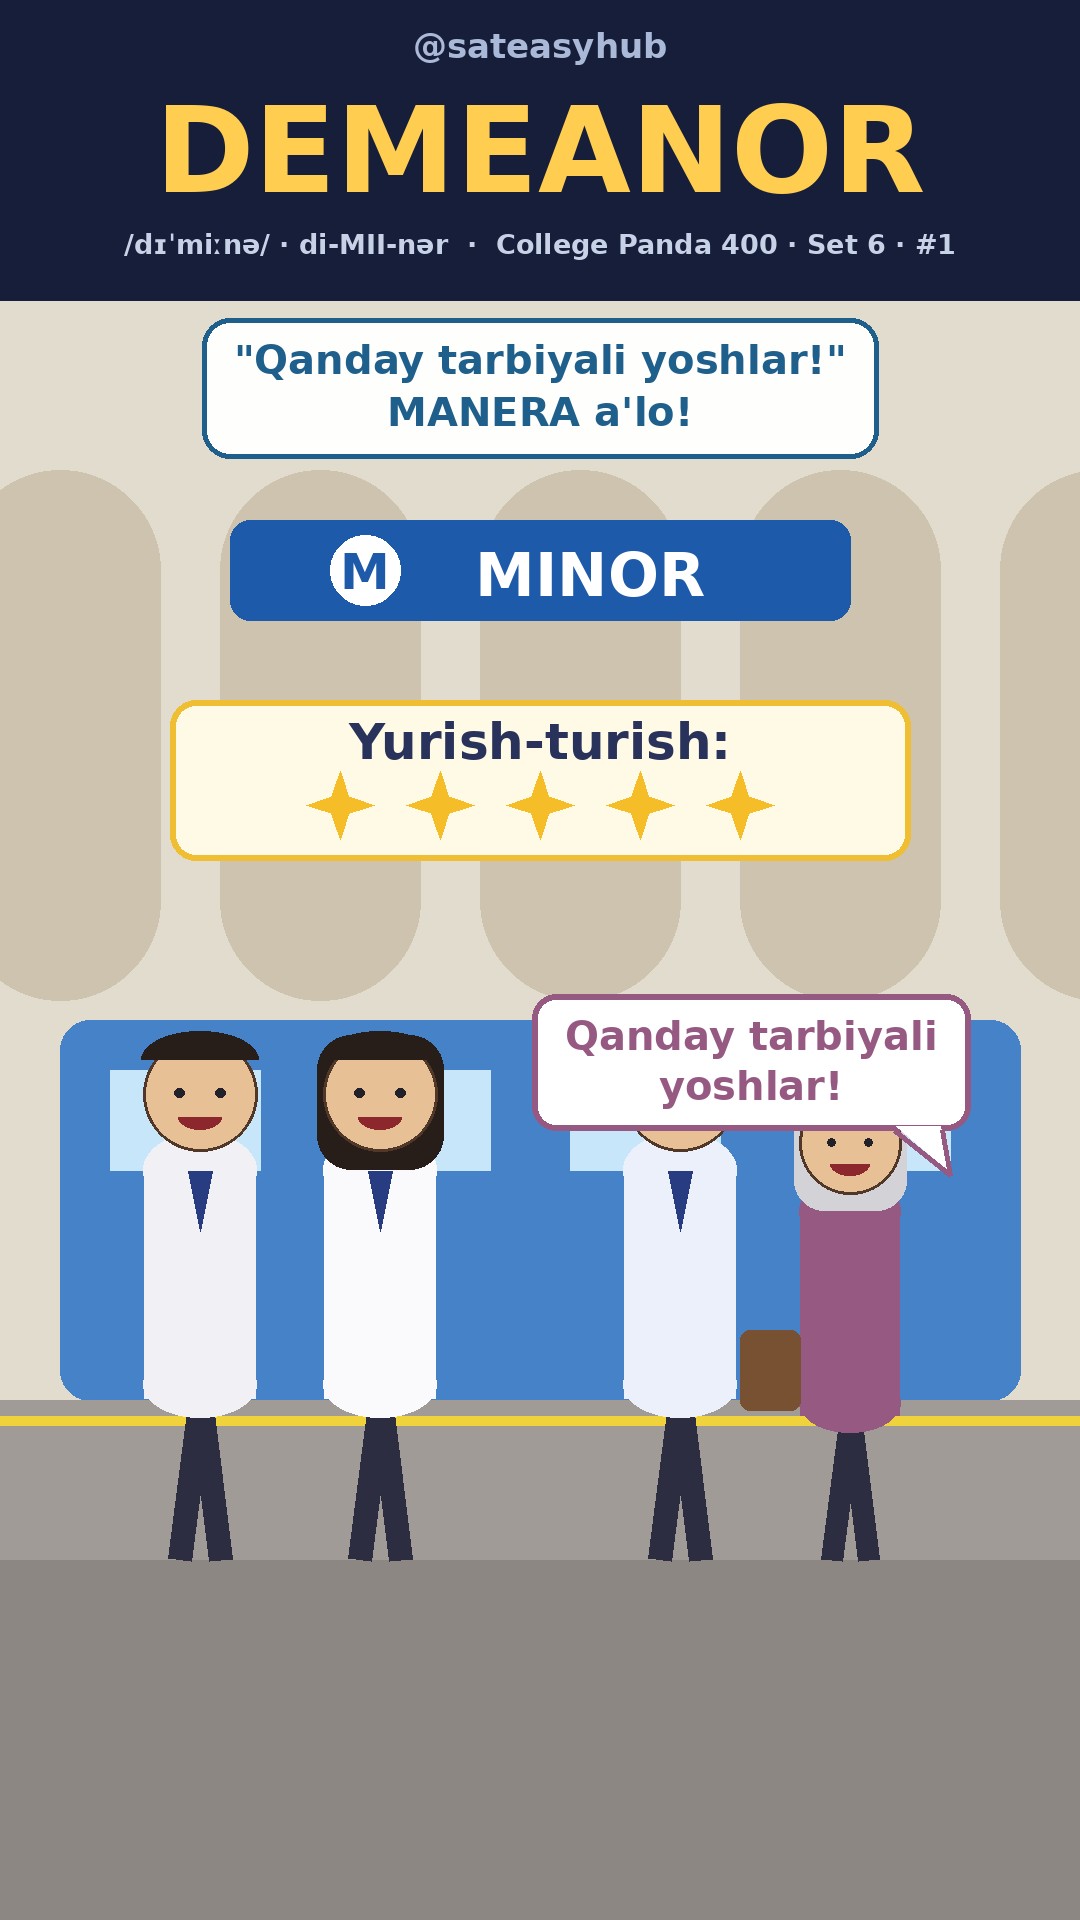 @sateasyhub
DEMEANOR
/dɪˈmiːnə/ · di-MII-nər · College Panda 400 · Set 6 · #1
"Qanday tarbiyali yoshlar!"
MANERA a'lo!
M MINOR
Yurish-turish:
Qanday tarbiyali
yoshlar!